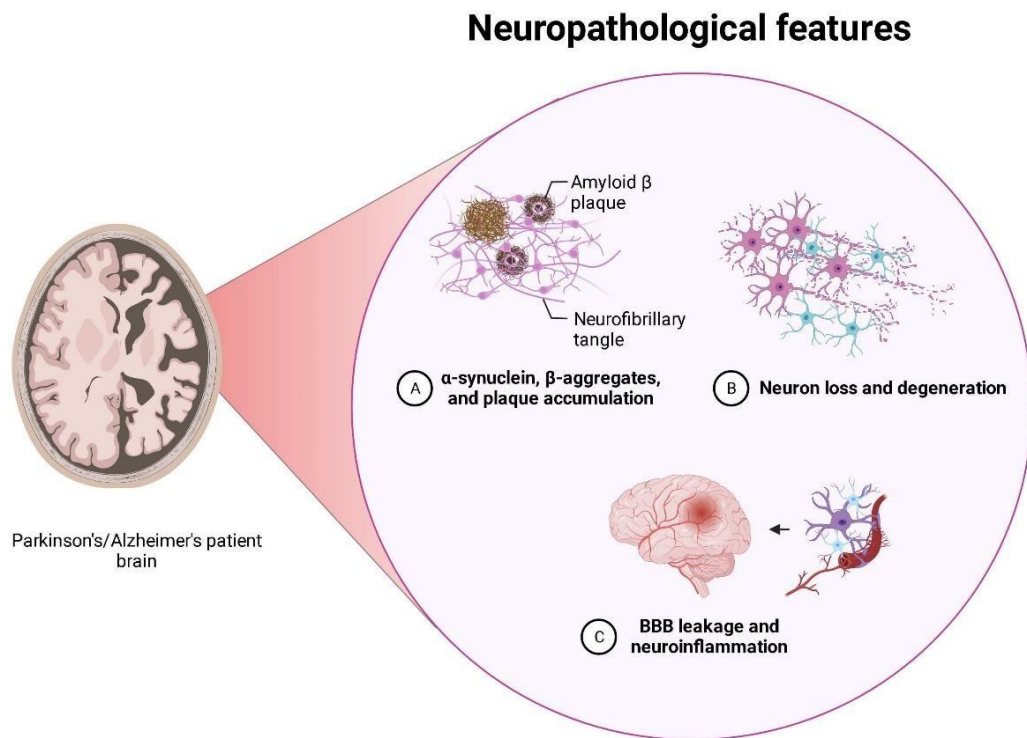 Neuropathological features
Amyloid β
plaque
Neurofibrillary
tangle
A
α-synuclein, β-aggregates,
and plaque accumulation
B
Neuron loss and degeneration
Parkinson's/Alzheimer's patient
brain
C
BBB leakage and
neuroinflammation